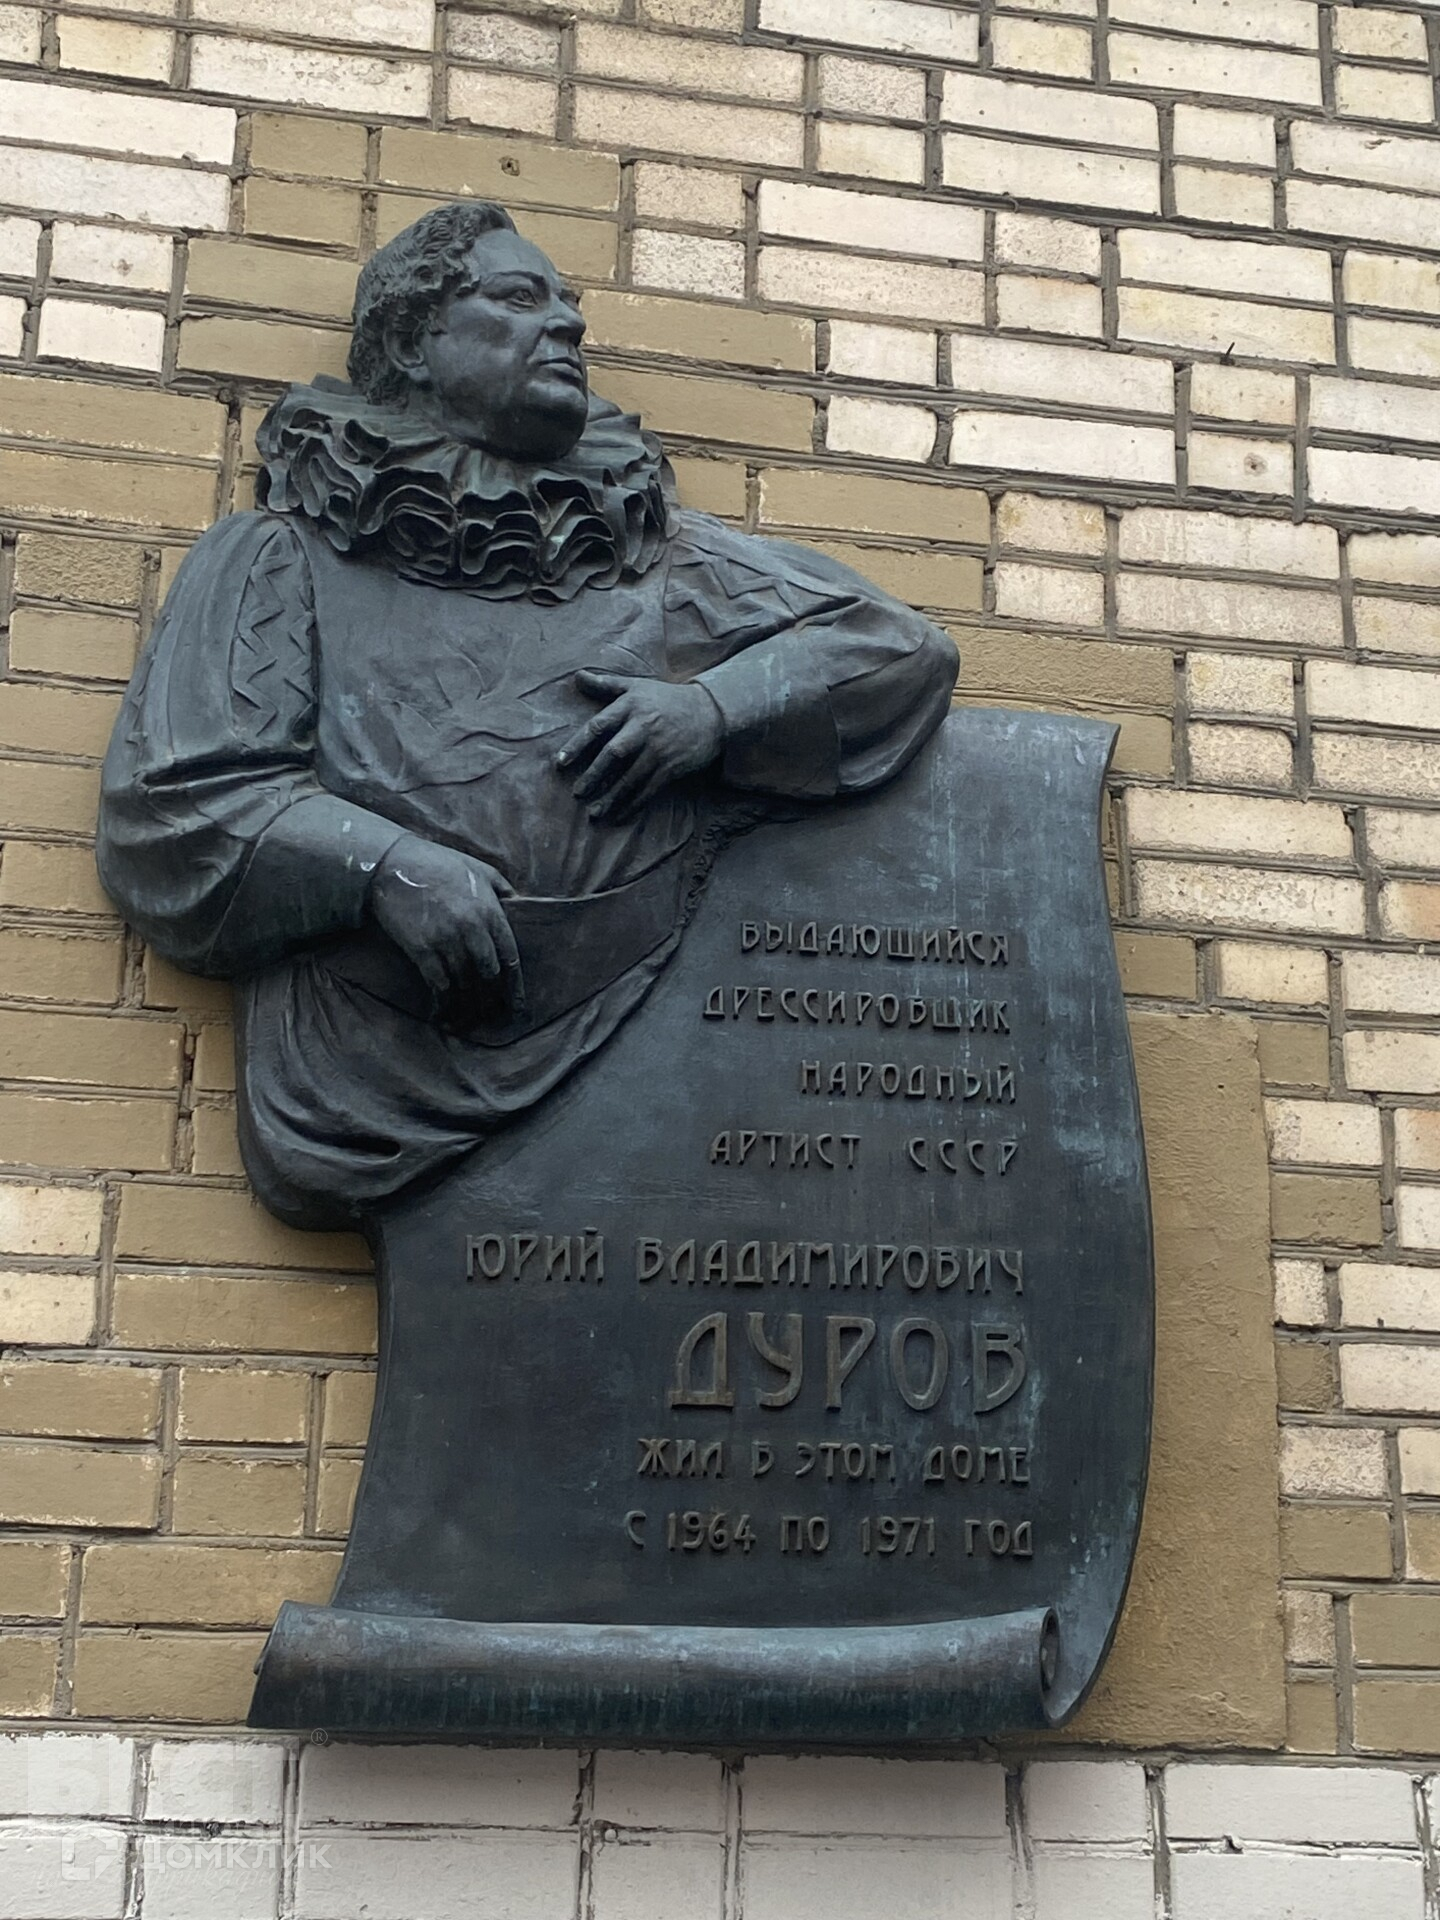 ВЫДАЮЩИЙСЯ
ДРЕССИРОВЩИК
НАРОДНЫЙ
АРТИСТ СССР
ЮРИЙ ВЛАДИМИРОВИЧ
ДУРОВ
ЖИЛ В ЭТОМ ДОМЕ
С 1964 ПО 1971 ГОД
ДОМКЛИК